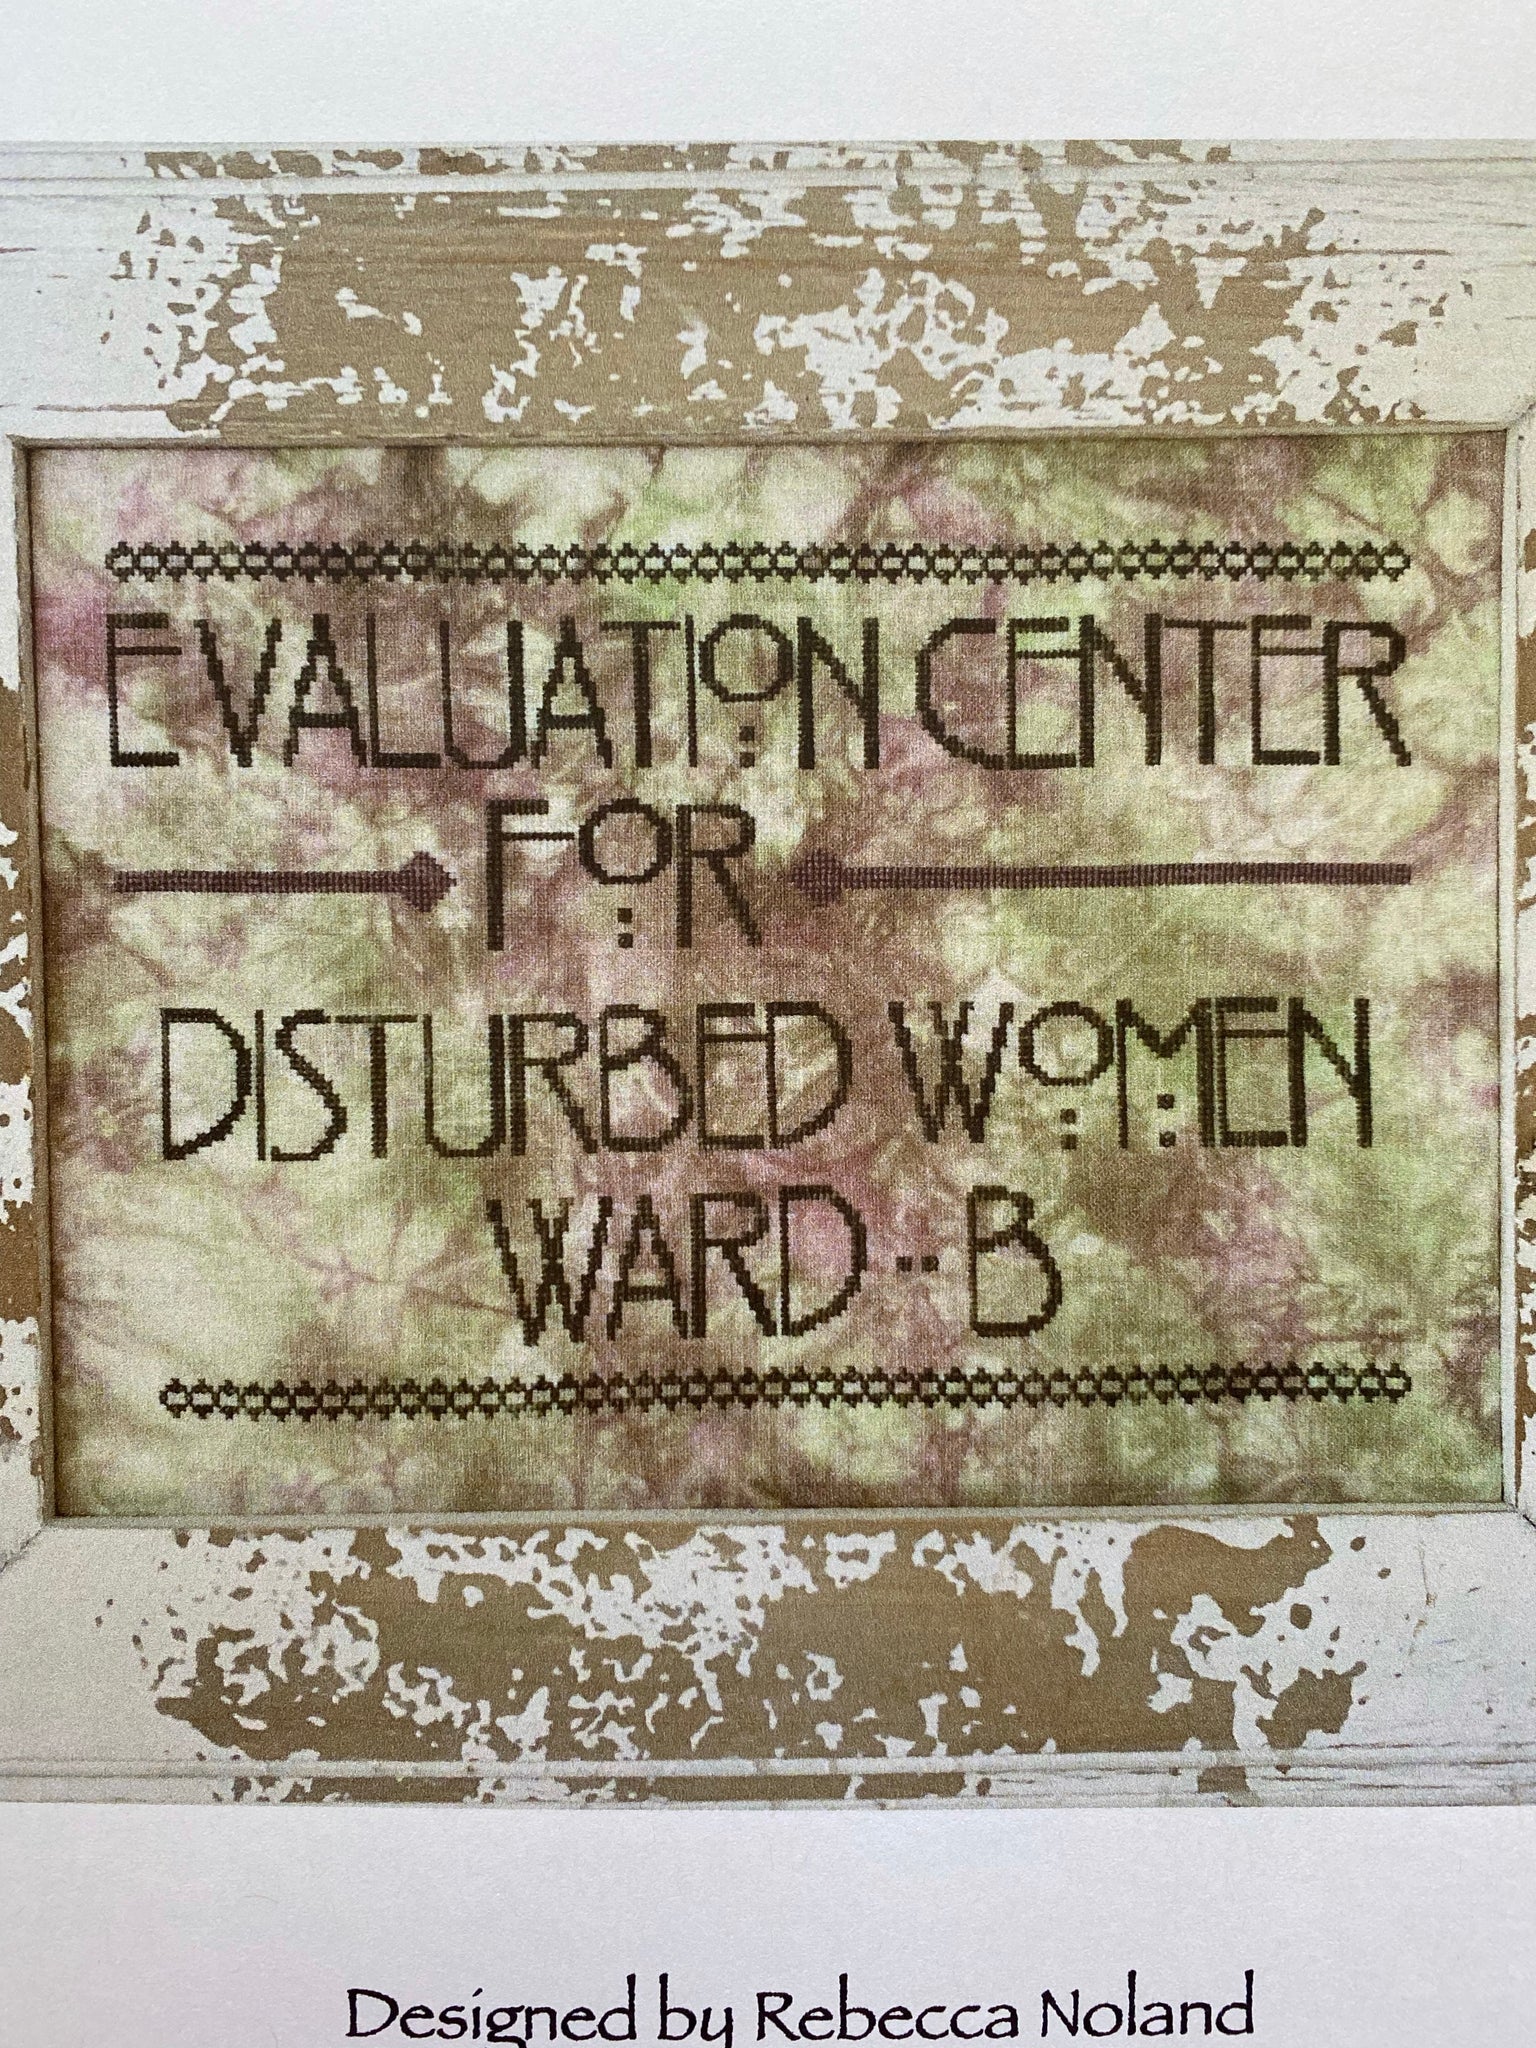 EVALUATION CENTER
FOR
DISTURBED WOMEN
WARD -- B
Designed by Rebecca Noland